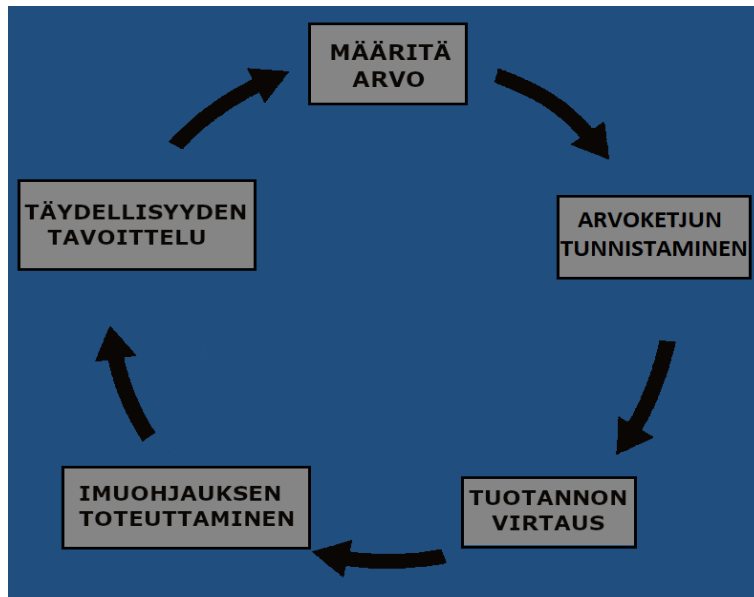 MÄÄRITÄ
ARVO
ARVOKETJUN
TUNNISTAMINEN
TUOTANNON
VIRTAUS
IMUOHJAUKSEN
TOTEUTTAMINEN
TÄYDELLISYYDEN
TAVOITTELU